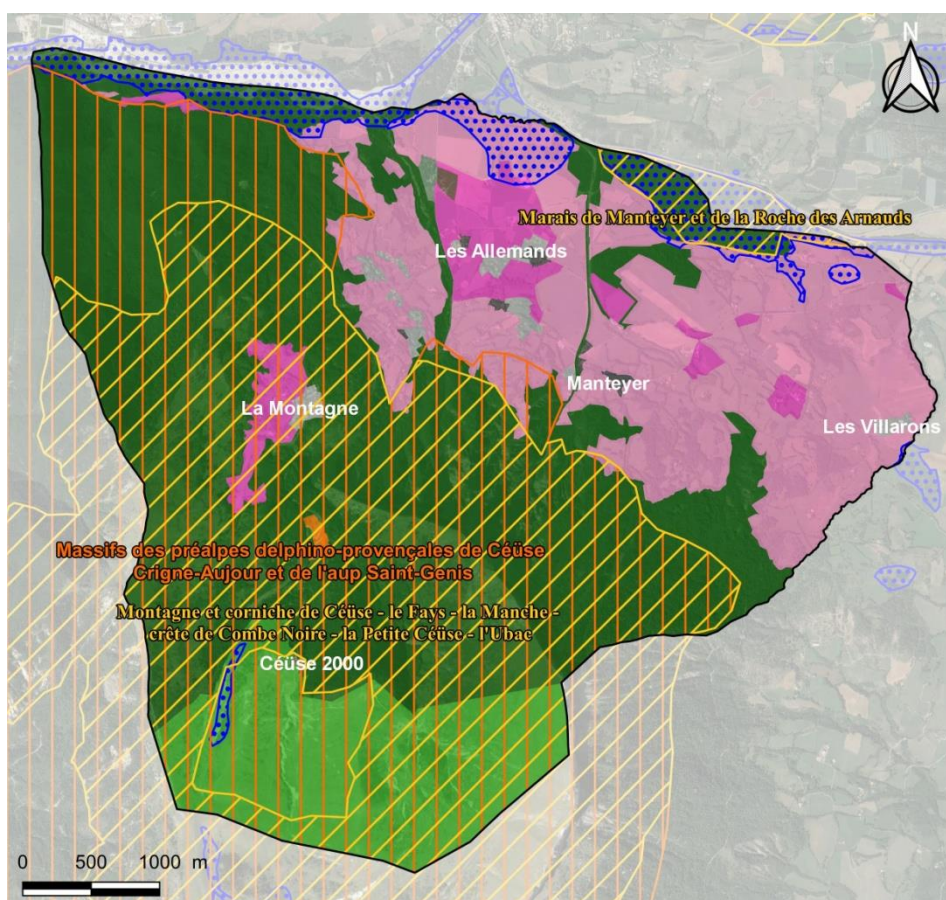 N
Marais de Manteyer et de la Roche des Arnauds
Les Allemands
Manteyer
La Montagne
Les Villarons
Massifs des préalpes delphino-provençales de Céüse
Crigne-Aujour et de l'aup Saint-Genis
Montagne et corniche de Céüse - le Fays - la Manche -
crête de Combe Noire - la Petite Céüse - l'Ubac
Céüse 2000
0 500 1000 m